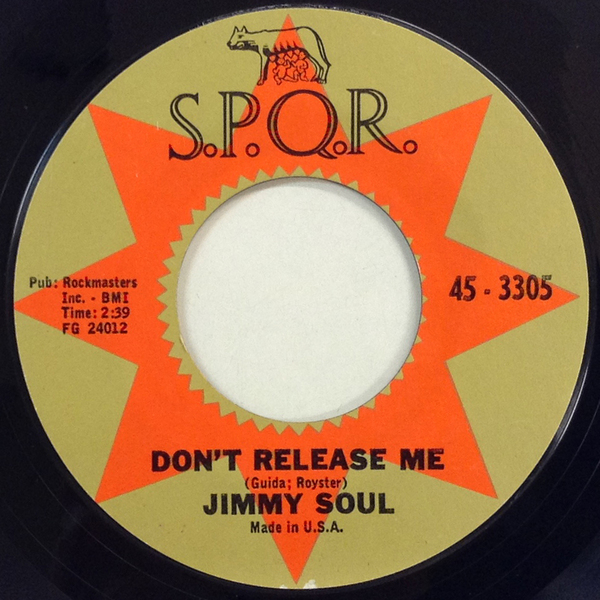 S.P.Q.R.
Pub: Rockmasters
Inc. - BMI
Time: 2:39
FG 24012
45 - 3305
DON'T RELEASE ME
(Guida; Royster)
JIMMY SOUL
Made in U.S.A.